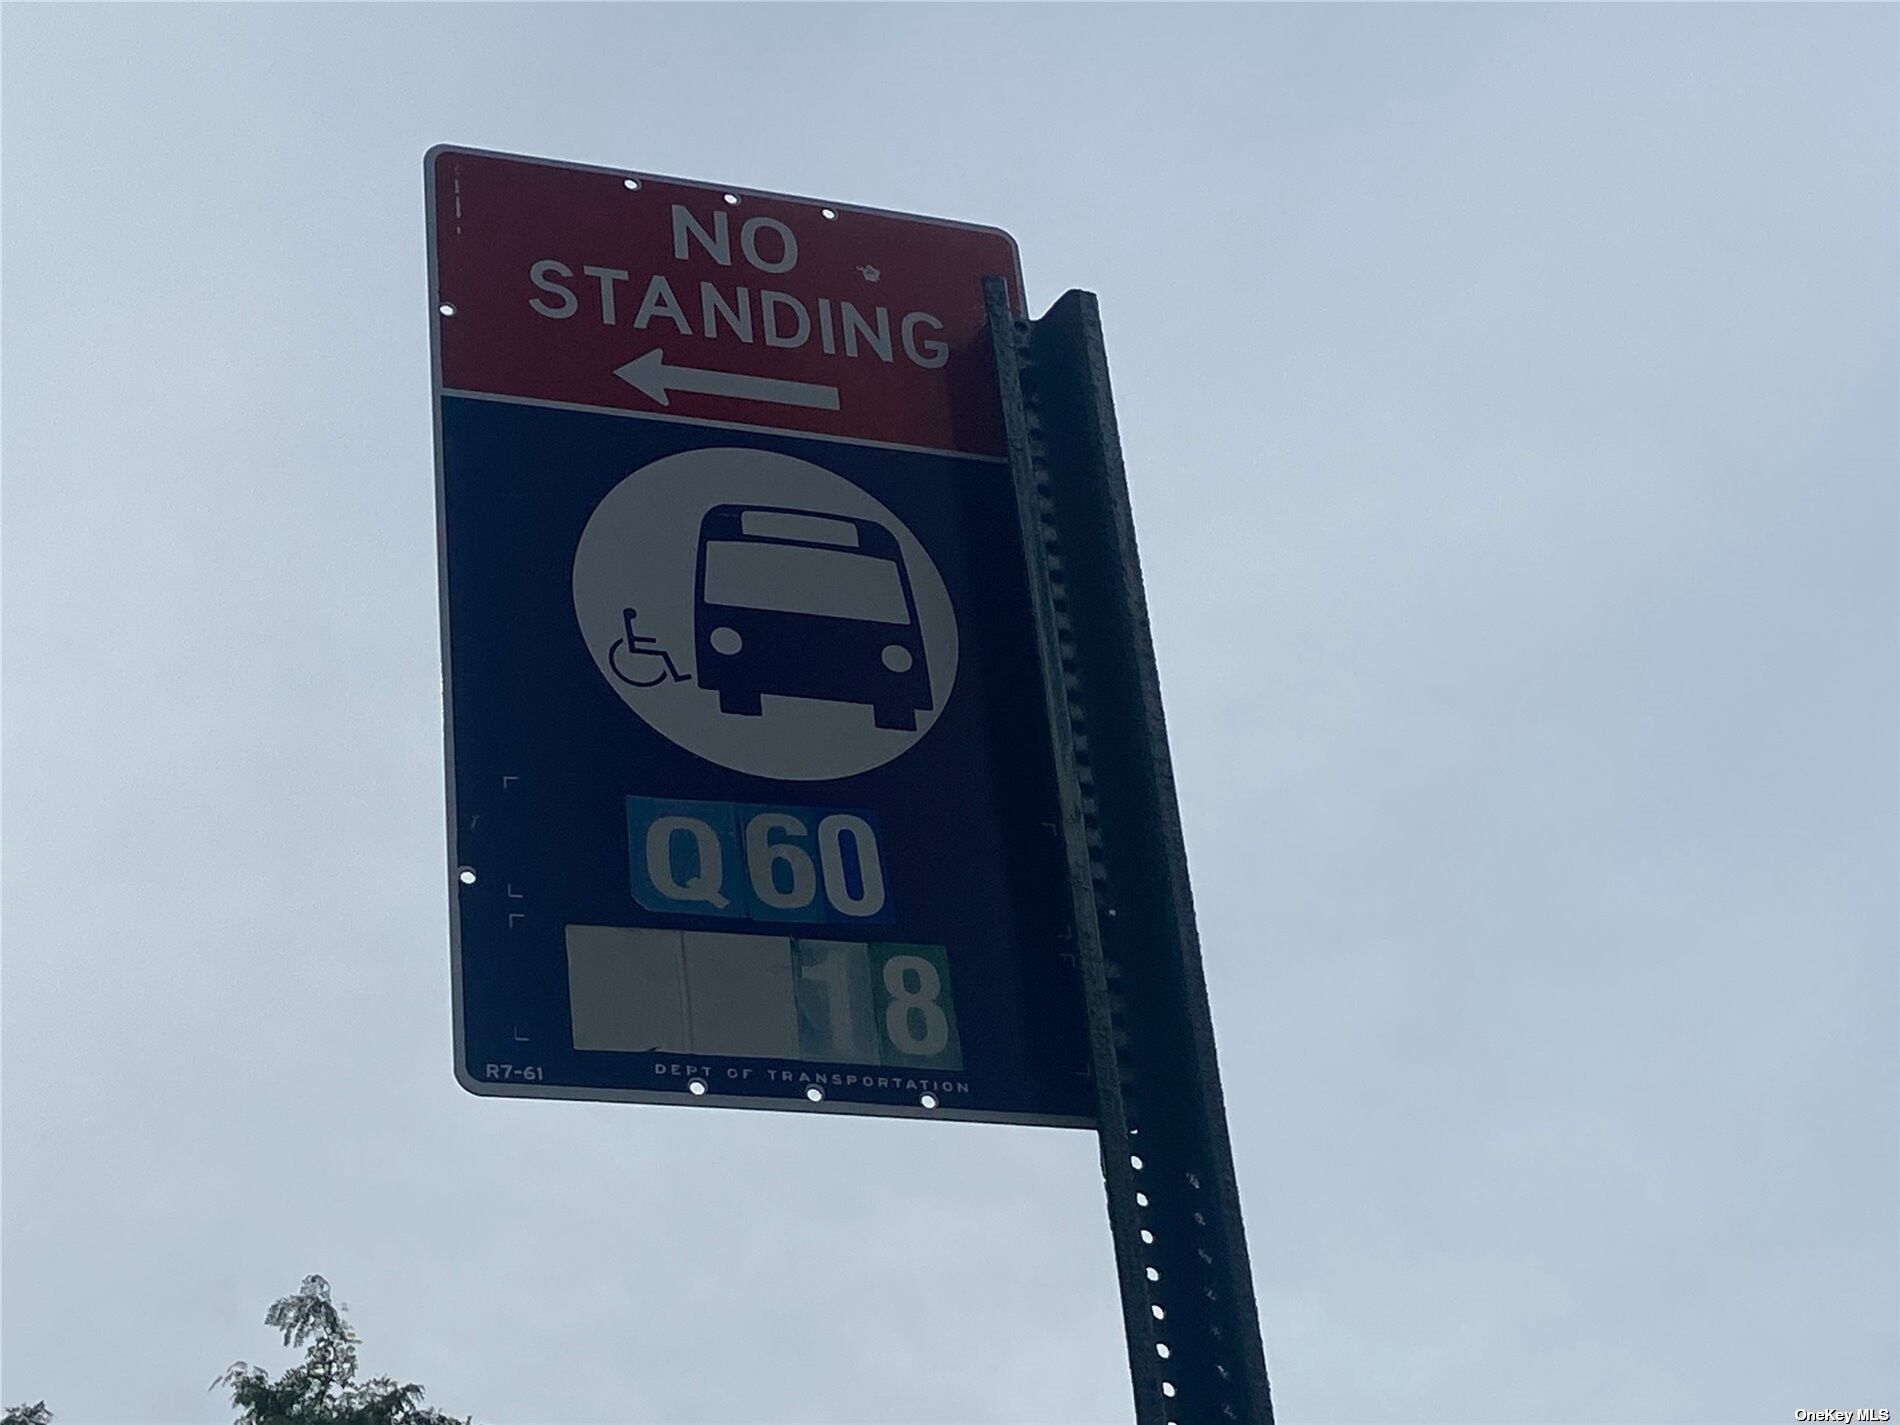 NO
STANDING
Q60
18
R7-61
DEPT OF TRANSPORTATION
OneKey MLS